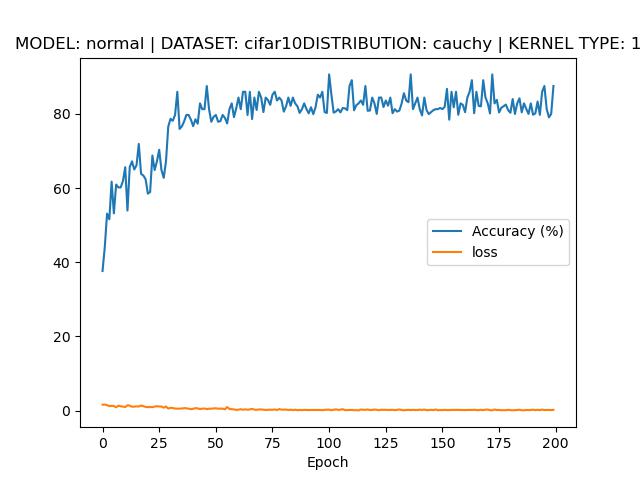 MODEL: normal | DATASET: cifar10DISTRIBUTION: cauchy | KERNEL TYPE: 1
80
60
40
20
0
Accuracy (%)
loss
0 25 50 75 100 125 150 175 200
Epoch